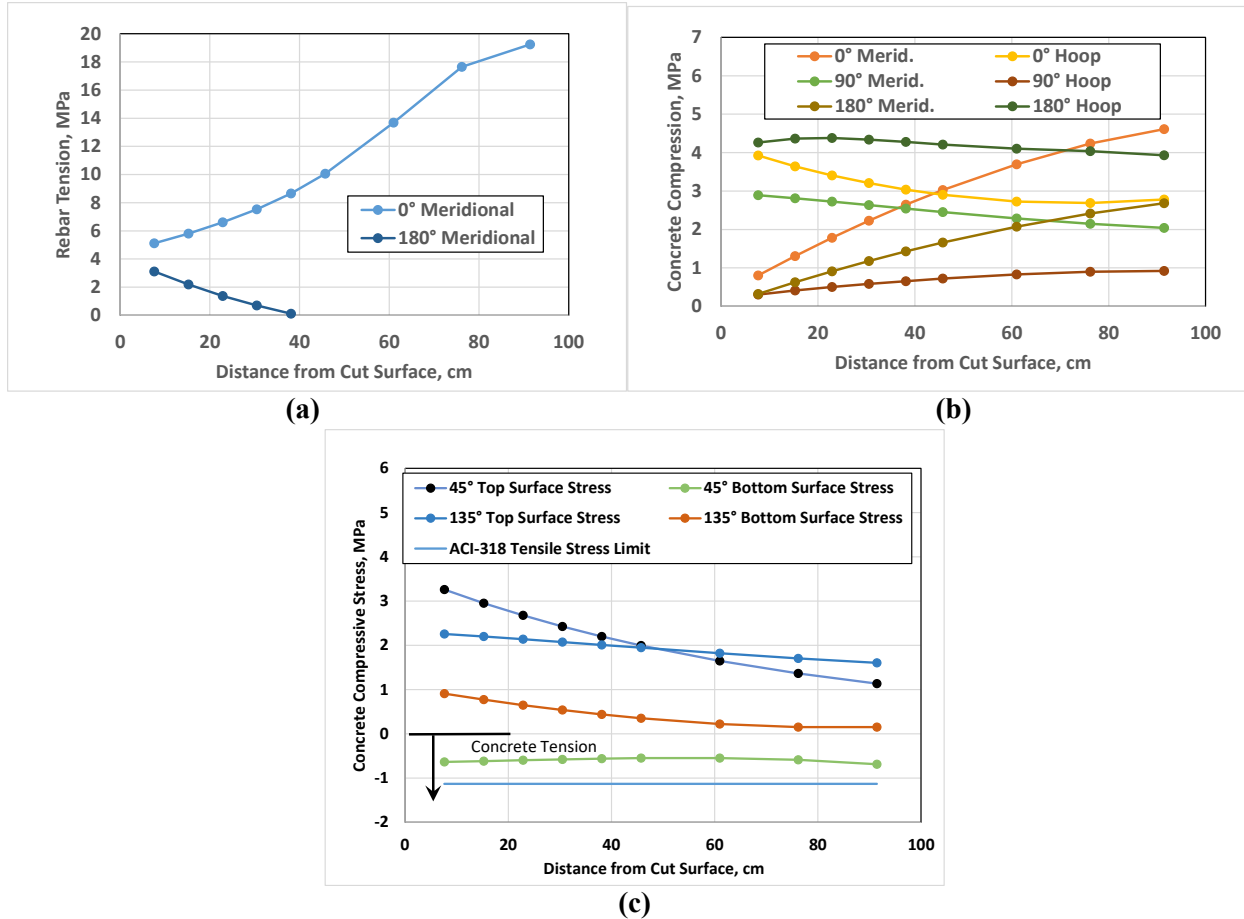 20
18
16
14
12
10
8
6
4
2
0
Rebar Tension, MPa
0° Meridional
180° Meridional
0 20 40 60 80 100
Distance from Cut Surface, cm
(a)
7
6
5
4
3
2
1
0
Concrete Compression, MPa
0° Merid. 0° Hoop
90° Merid. 90° Hoop
180° Merid. 180° Hoop
0 20 40 60 80 100
Distance from Cut Surface, cm
(b)
6
5
4
3
2
1
0
-1
-2
Concrete Compressive Stress, MPa
45° Top Surface Stress 45° Bottom Surface Stress
135° Top Surface Stress 135° Bottom Surface Stress
ACI-318 Tensile Stress Limit
Concrete Tension
0 20 40 60 80 100
Distance from Cut Surface, cm
(c)